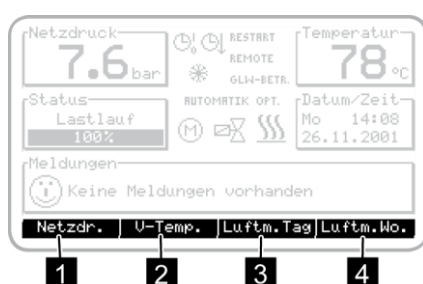 Netzdruck
7.6 bar
RESTART
REMOTE
GLW-BETR.
Temperatur
78 °C
Status
Lastlauf
100%
AUTOMATIK OPT.
M
Datum/Zeit
Mo 14:08
26.11.2001
Meldungen
Keine Meldungen vorhanden
Netzdr. V-Temp. Luftm.Tag Luftm.Wo.
1 2 3 4